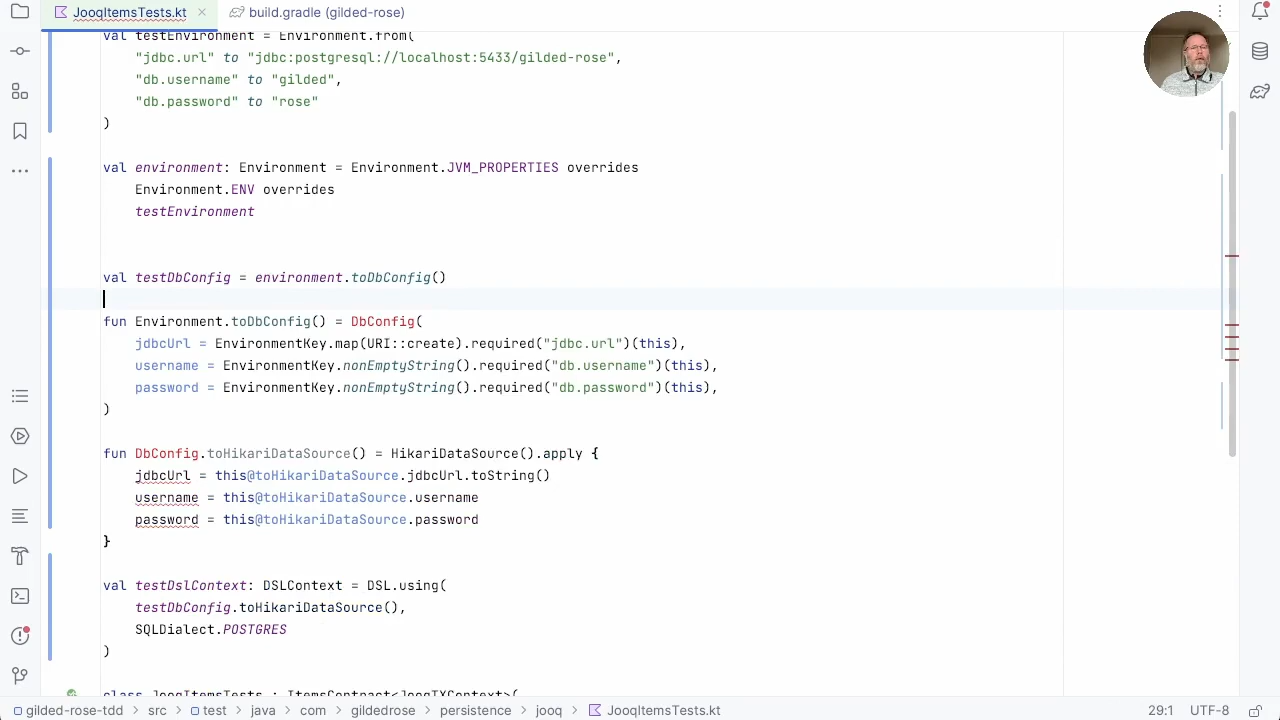 JooqItemsTests.kt
build.gradle (gilded-rose)
val testEnvironment = Environment.from(
"jdbc.url" to "jdbc:postgresql://localhost:5433/gilded-rose",
"db.username" to "gilded",
"db.password" to "rose"
)
val environment: Environment = Environment.JVM_PROPERTIES overrides
Environment.ENV overrides
testEnvironment
val testDbConfig = environment.toDbConfig()
fun Environment.toDbConfig() = DbConfig(
jdbcUrl = EnvironmentKey.map(URI::create).required("jdbc.url")(this),
username = EnvironmentKey.nonEmptyString().required("db.username")(this),
password = EnvironmentKey.nonEmptyString().required("db.password")(this),
)
fun DbConfig.toHikariDataSource() = HikariDataSource().apply {
jdbcUrl = this@toHikariDataSource.jdbcUrl.toString()
username = this@toHikariDataSource.username
password = this@toHikariDataSource.password
}
val testDslContext: DSLContext = DSL.using(
testDbConfig.toHikariDataSource(),
SQLDialect.POSTGRES
)
class JooqItemsTests : ItemsContract<JooqTXContext>(
gilded-rose-tdd > src > test > java > com > gildedrose > persistence > jooq > JooqItemsTests.kt
29:1 UTF-8